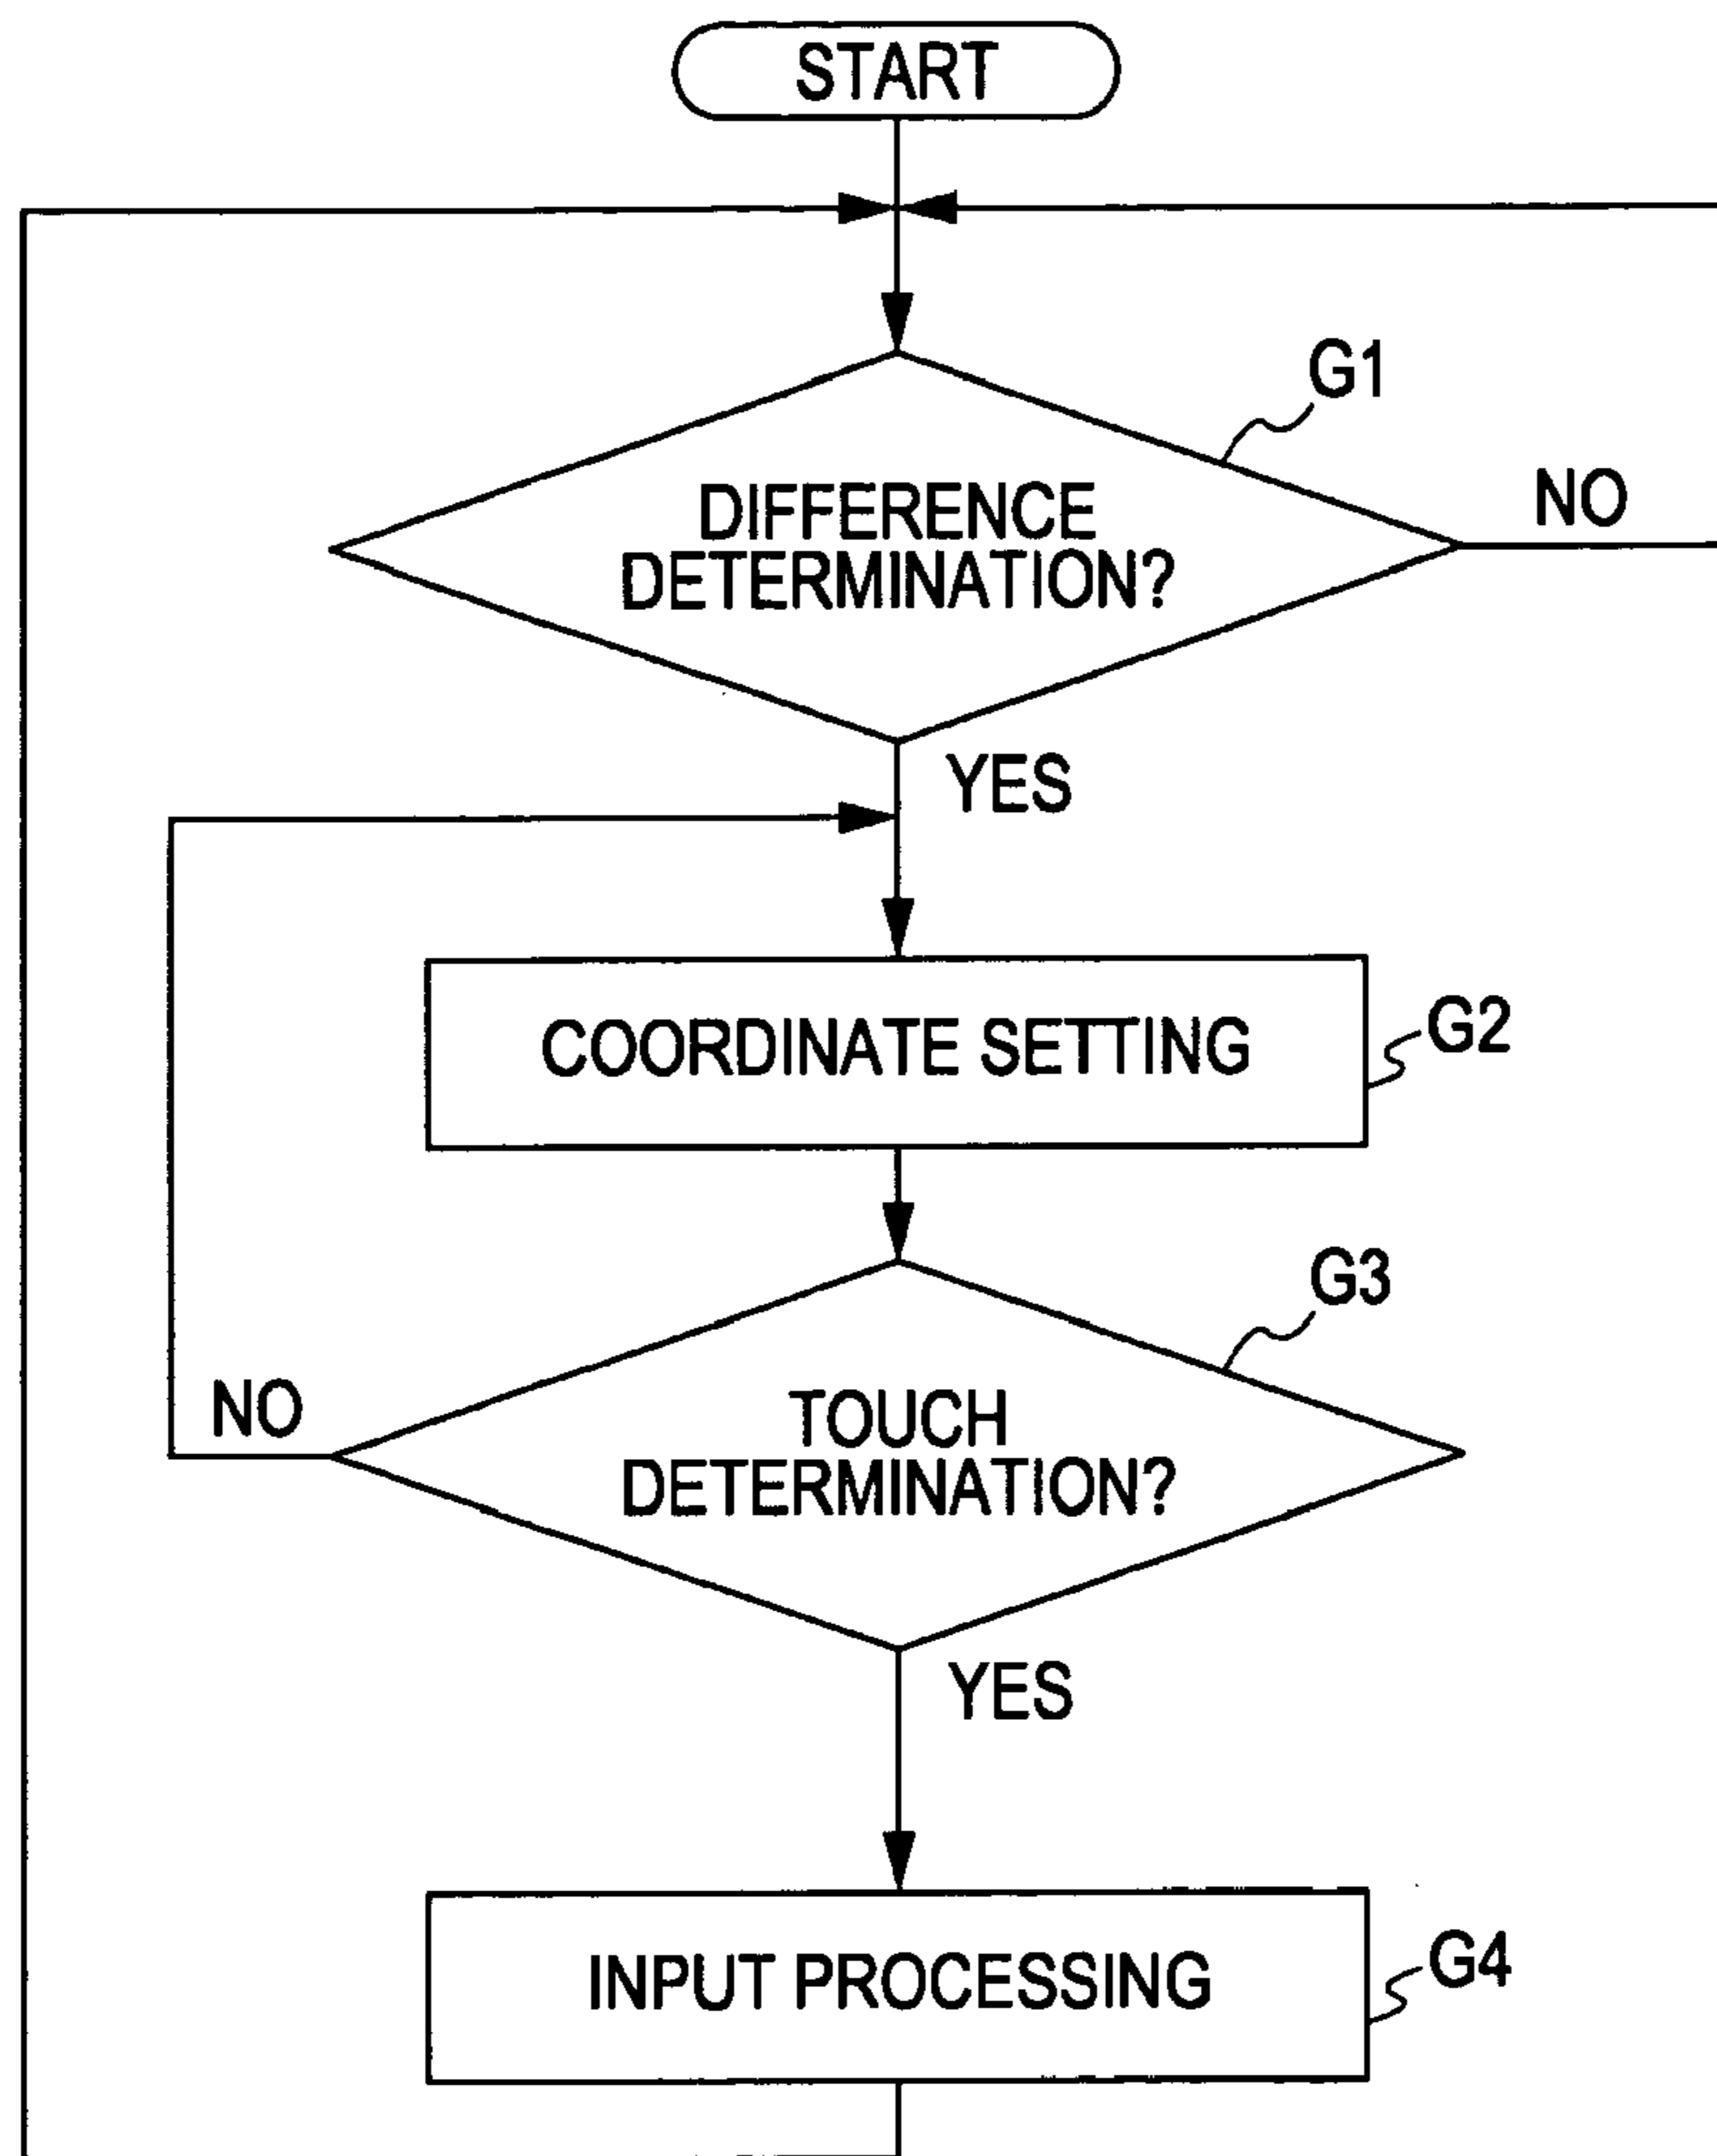 START
G1
DIFFERENCE
DETERMINATION?
NO
YES
COORDINATE SETTING
G2
G3
TOUCH
DETERMINATION?
NO
YES
INPUT PROCESSING
G4